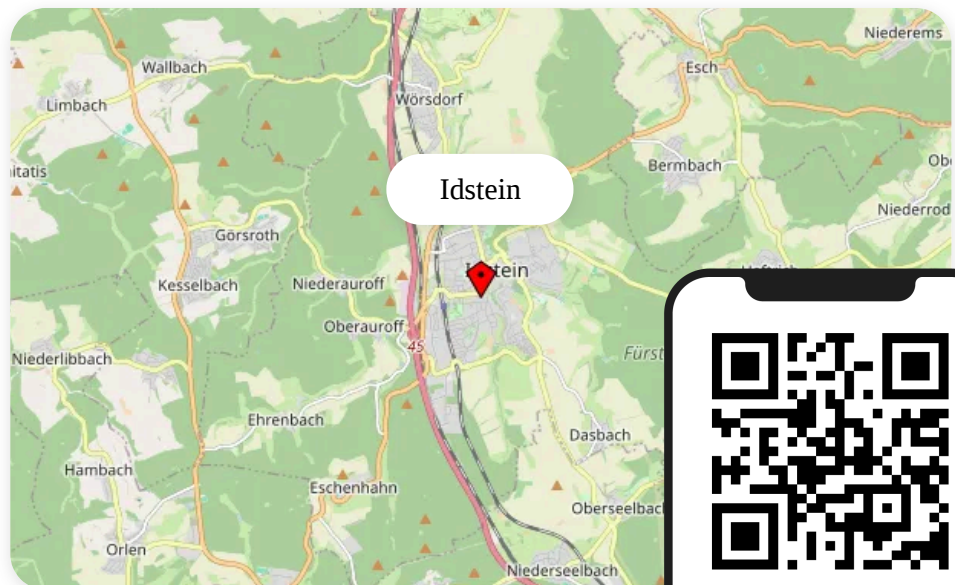 Niederems
Wallbach
Esch
Limbach
Wörsdorf
Bermbach
Idstein
Niederrod
Görsroth
Kesselbach
Niederauroff
Oberauroff
45
Niederlibbach
Ehrenbach
Dasbach
Hambach
Eschenhahn
Orlen
Niederseelbach